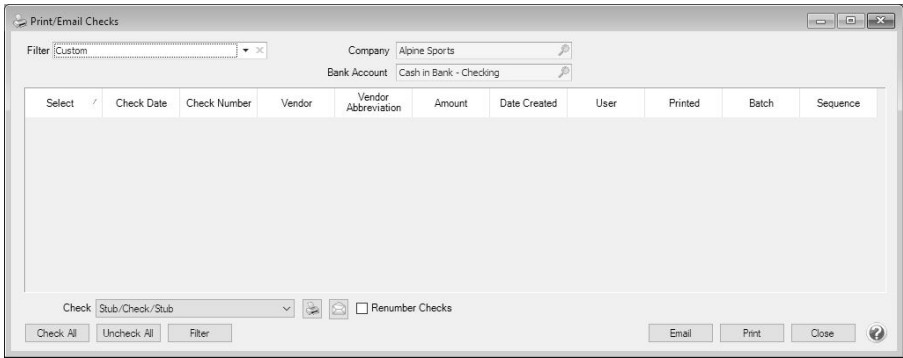 Print/Email Checks
Filter Custom Company Alpine Sports
Bank Account Cash in Bank - Checking
Select Check Date Check Number Vendor Vendor Abbreviation Amount Date Created User Printed Batch Sequence
Check Stub/Check/Stub Renumber Checks
Check All Uncheck All Filter Email Print Close ?